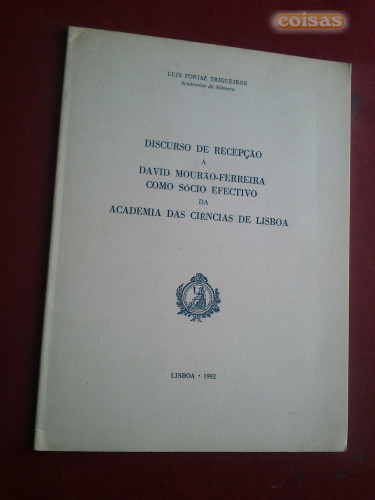 coisas
LUÍS FORJAZ TRIGUEIROS
Académico de Número
DISCURSO DE RECEPÇÃO
A
DAVID MOURÃO-FERREIRA
COMO SÓCIO EFECTIVO
DA
ACADEMIA DAS CIÊNCIAS DE LISBOA
LISBOA • 1992